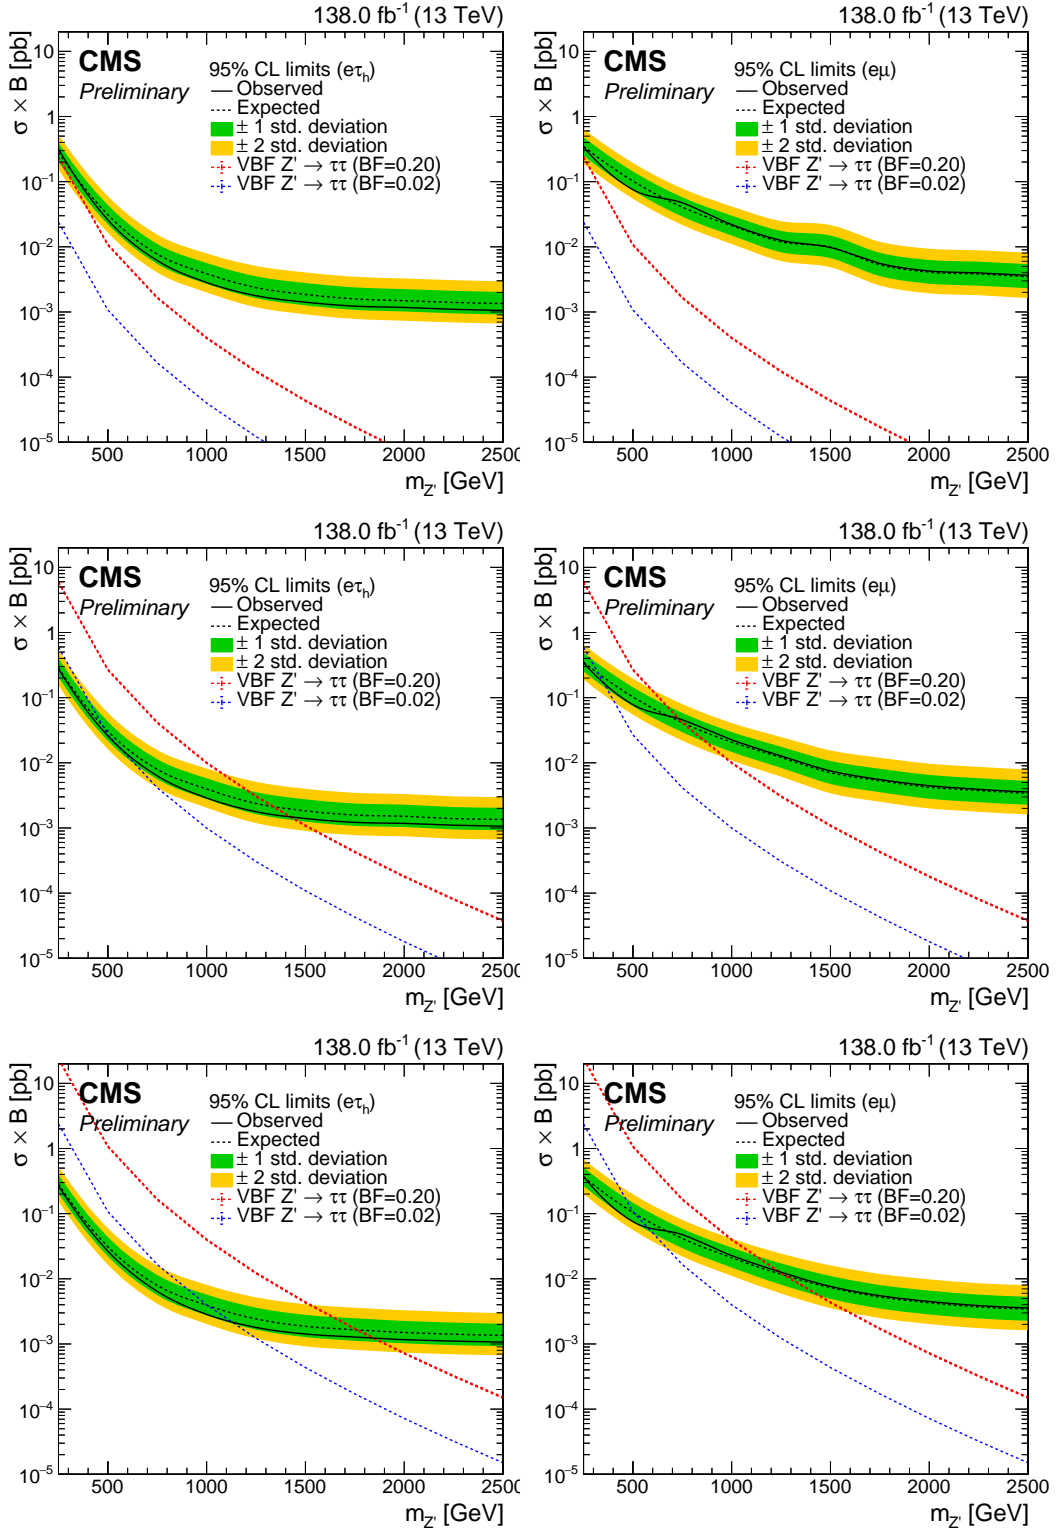 138.0 fb⁻¹ (13 TeV)
σ × B [pb]
CMS
Preliminary
95% CL limits (eτₕ)
Observed
Expected
± 1 std. deviation
± 2 std. deviation
VBF Z' → ττ (BF=0.20)
VBF Z' → ττ (BF=0.02)
10
1
10⁻¹
10⁻²
10⁻³
10⁻⁴
10⁻⁵
500 1000 1500 2000 2500
m_Z' [GeV]
138.0 fb⁻¹ (13 TeV)
σ × B [pb]
CMS
Preliminary
95% CL limits (eμ)
Observed
Expected
± 1 std. deviation
± 2 std. deviation
VBF Z' → ττ (BF=0.20)
VBF Z' → ττ (BF=0.02)
10
1
10⁻¹
10⁻²
10⁻³
10⁻⁴
10⁻⁵
500 1000 1500 2000 2500
m_Z' [GeV]
138.0 fb⁻¹ (13 TeV)
σ × B [pb]
CMS
Preliminary
95% CL limits (eτₕ)
Observed
Expected
± 1 std. deviation
± 2 std. deviation
VBF Z' → ττ (BF=0.20)
VBF Z' → ττ (BF=0.02)
10
1
10⁻¹
10⁻²
10⁻³
10⁻⁴
10⁻⁵
500 1000 1500 2000 2500
m_Z' [GeV]
138.0 fb⁻¹ (13 TeV)
σ × B [pb]
CMS
Preliminary
95% CL limits (eμ)
Observed
Expected
± 1 std. deviation
± 2 std. deviation
VBF Z' → ττ (BF=0.20)
VBF Z' → ττ (BF=0.02)
10
1
10⁻¹
10⁻²
10⁻³
10⁻⁴
10⁻⁵
500 1000 1500 2000 2500
m_Z' [GeV]
138.0 fb⁻¹ (13 TeV)
σ × B [pb]
CMS
Preliminary
95% CL limits (eτₕ)
Observed
Expected
± 1 std. deviation
± 2 std. deviation
VBF Z' → ττ (BF=0.20)
VBF Z' → ττ (BF=0.02)
10
1
10⁻¹
10⁻²
10⁻³
10⁻⁴
10⁻⁵
500 1000 1500 2000 2500
m_Z' [GeV]
138.0 fb⁻¹ (13 TeV)
σ × B [pb]
CMS
Preliminary
95% CL limits (eμ)
Observed
Expected
± 1 std. deviation
± 2 std. deviation
VBF Z' → ττ (BF=0.20)
VBF Z' → ττ (BF=0.02)
10
1
10⁻¹
10⁻²
10⁻³
10⁻⁴
10⁻⁵
500 1000 1500 2000 2500
m_Z' [GeV]